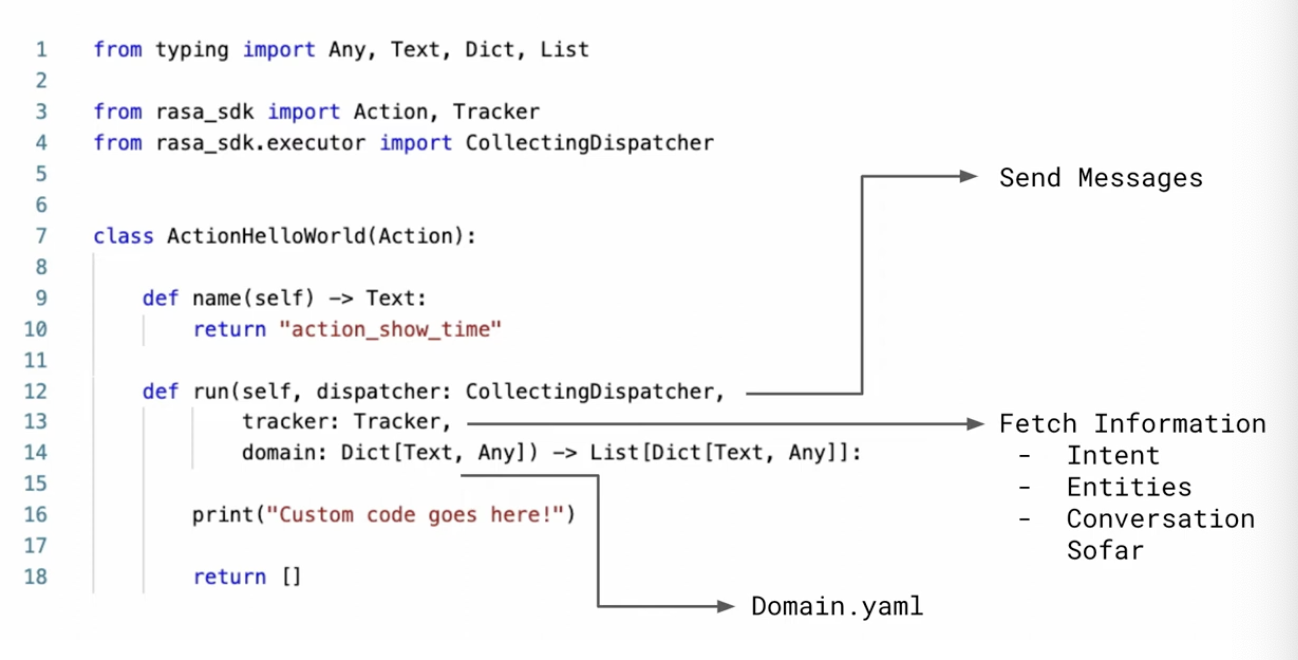 1 from typing import Any, Text, Dict, List
2
3 from rasa_sdk import Action, Tracker
4 from rasa_sdk.executor import CollectingDispatcher
5
6
7 class ActionHelloWorld(Action):
8
9 def name(self) -> Text:
10 return "action_show_time"
11
12 def run(self, dispatcher: CollectingDispatcher,
13 tracker: Tracker,
14 domain: Dict[Text, Any]) -> List[Dict[Text, Any]]:
15
16 print("Custom code goes here!")
17
18 return []
Send Messages
Fetch Information
- Intent
- Entities
- Conversation
Sofar
Domain.yaml